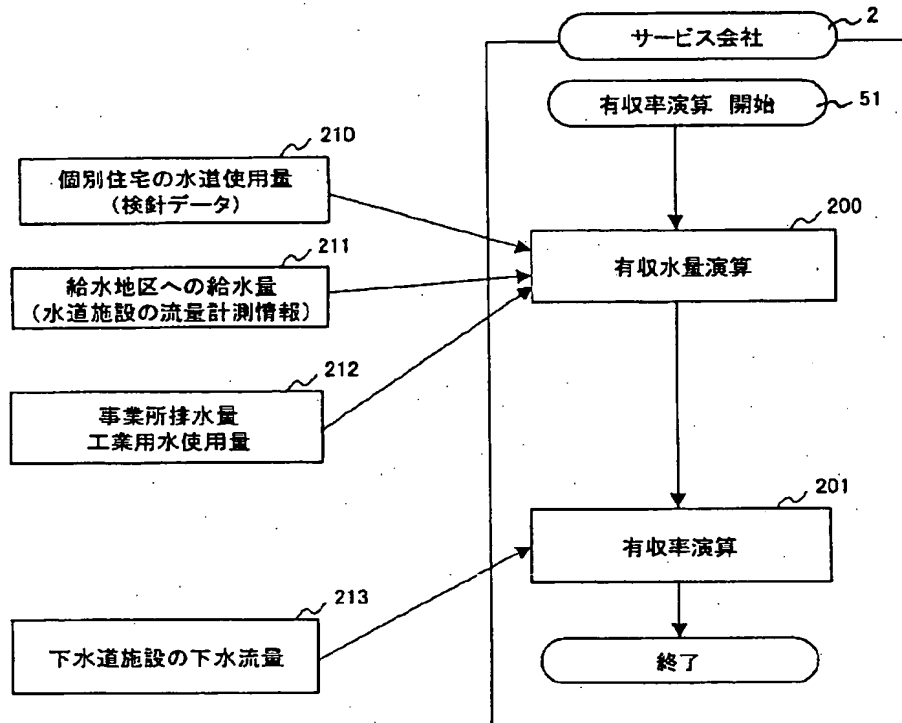 サービス会社
2
有収率演算 開始
51
210
個別住宅の水道使用量
(検針データ)
200
有収水量演算
211
給水地区への給水量
(水道施設の流量計測情報)
212
事業所排水量
工業用水使用量
201
有収率演算
213
下水道施設の下水流量
終了